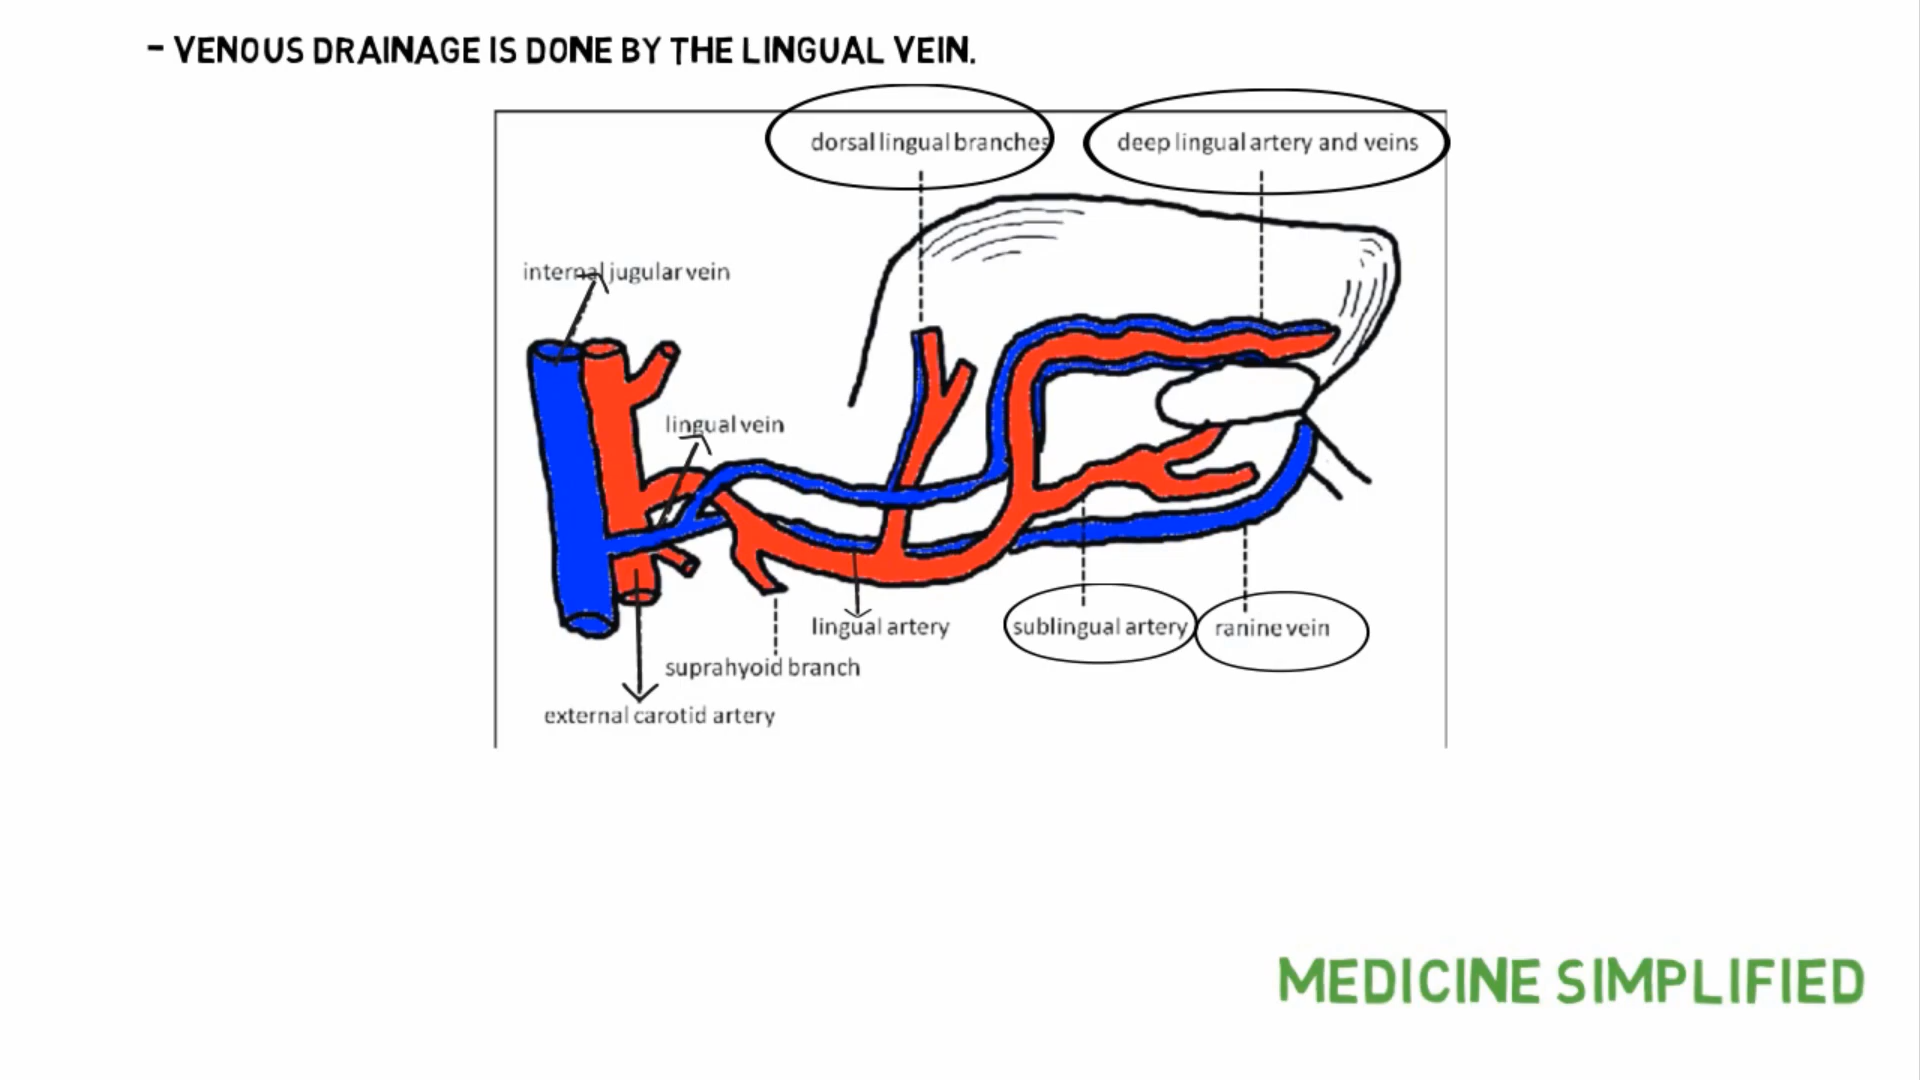 - VENOUS DRAINAGE IS DONE BY THE LINGUAL VEIN.
dorsal lingual branches
deep lingual artery and veins
internal jugular vein
lingual vein
lingual artery
sublingual artery
ranine vein
suprahyoid branch
external carotid artery
MEDICINE SIMPLIFIED